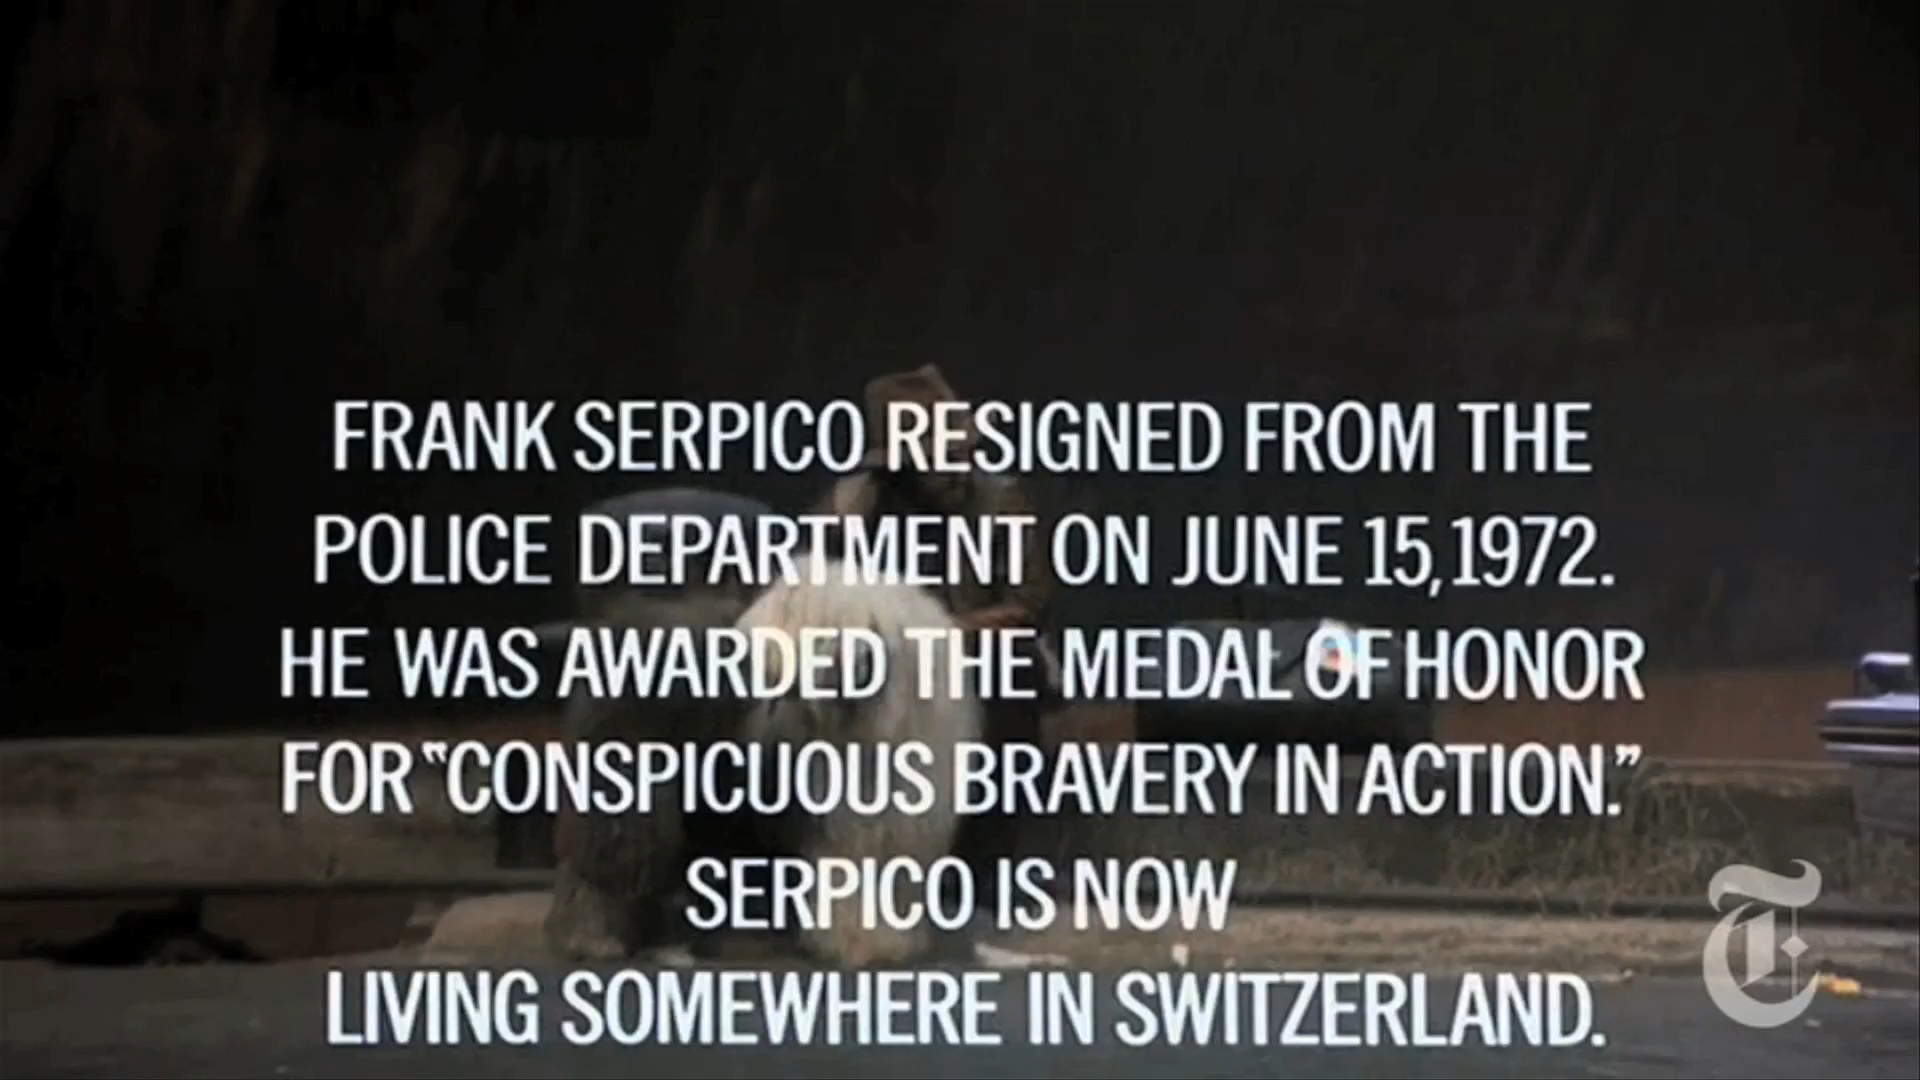 FRANK SERPICO RESIGNED FROM THE
POLICE DEPARTMENT ON JUNE 15, 1972.
HE WAS AWARDED THE MEDAL OF HONOR
FOR "CONSPICUOUS BRAVERY IN ACTION."
SERPICO IS NOW
LIVING SOMEWHERE IN SWITZERLAND.
T